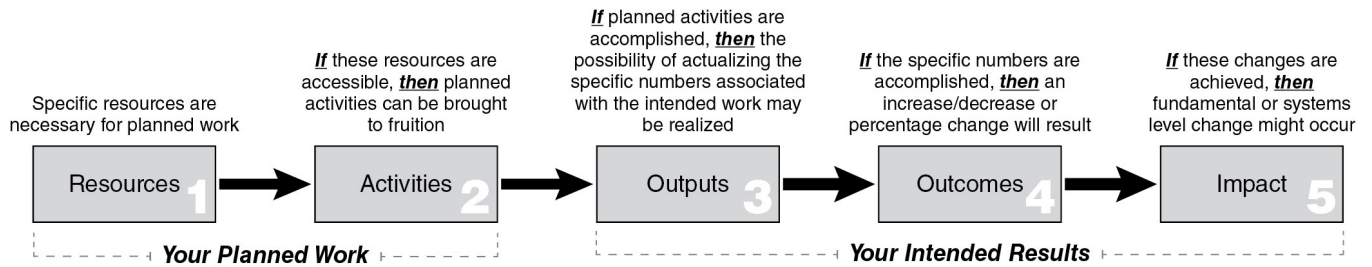 Specific resources are
necessary for planned work
If these resources are
accessible, then planned
activities can be brought
to fruition
If planned activities are
accomplished, then the
possibility of actualizing the
specific numbers associated
with the intended work may
be realized
If the specific numbers are
accomplished, then an
increase/decrease or
percentage change will result
If these changes are
achieved, then
fundamental or systems
level change might occur
Resources 1
Activities 2
Outputs 3
Outcomes 4
Impact 5
Your Planned Work
Your Intended Results